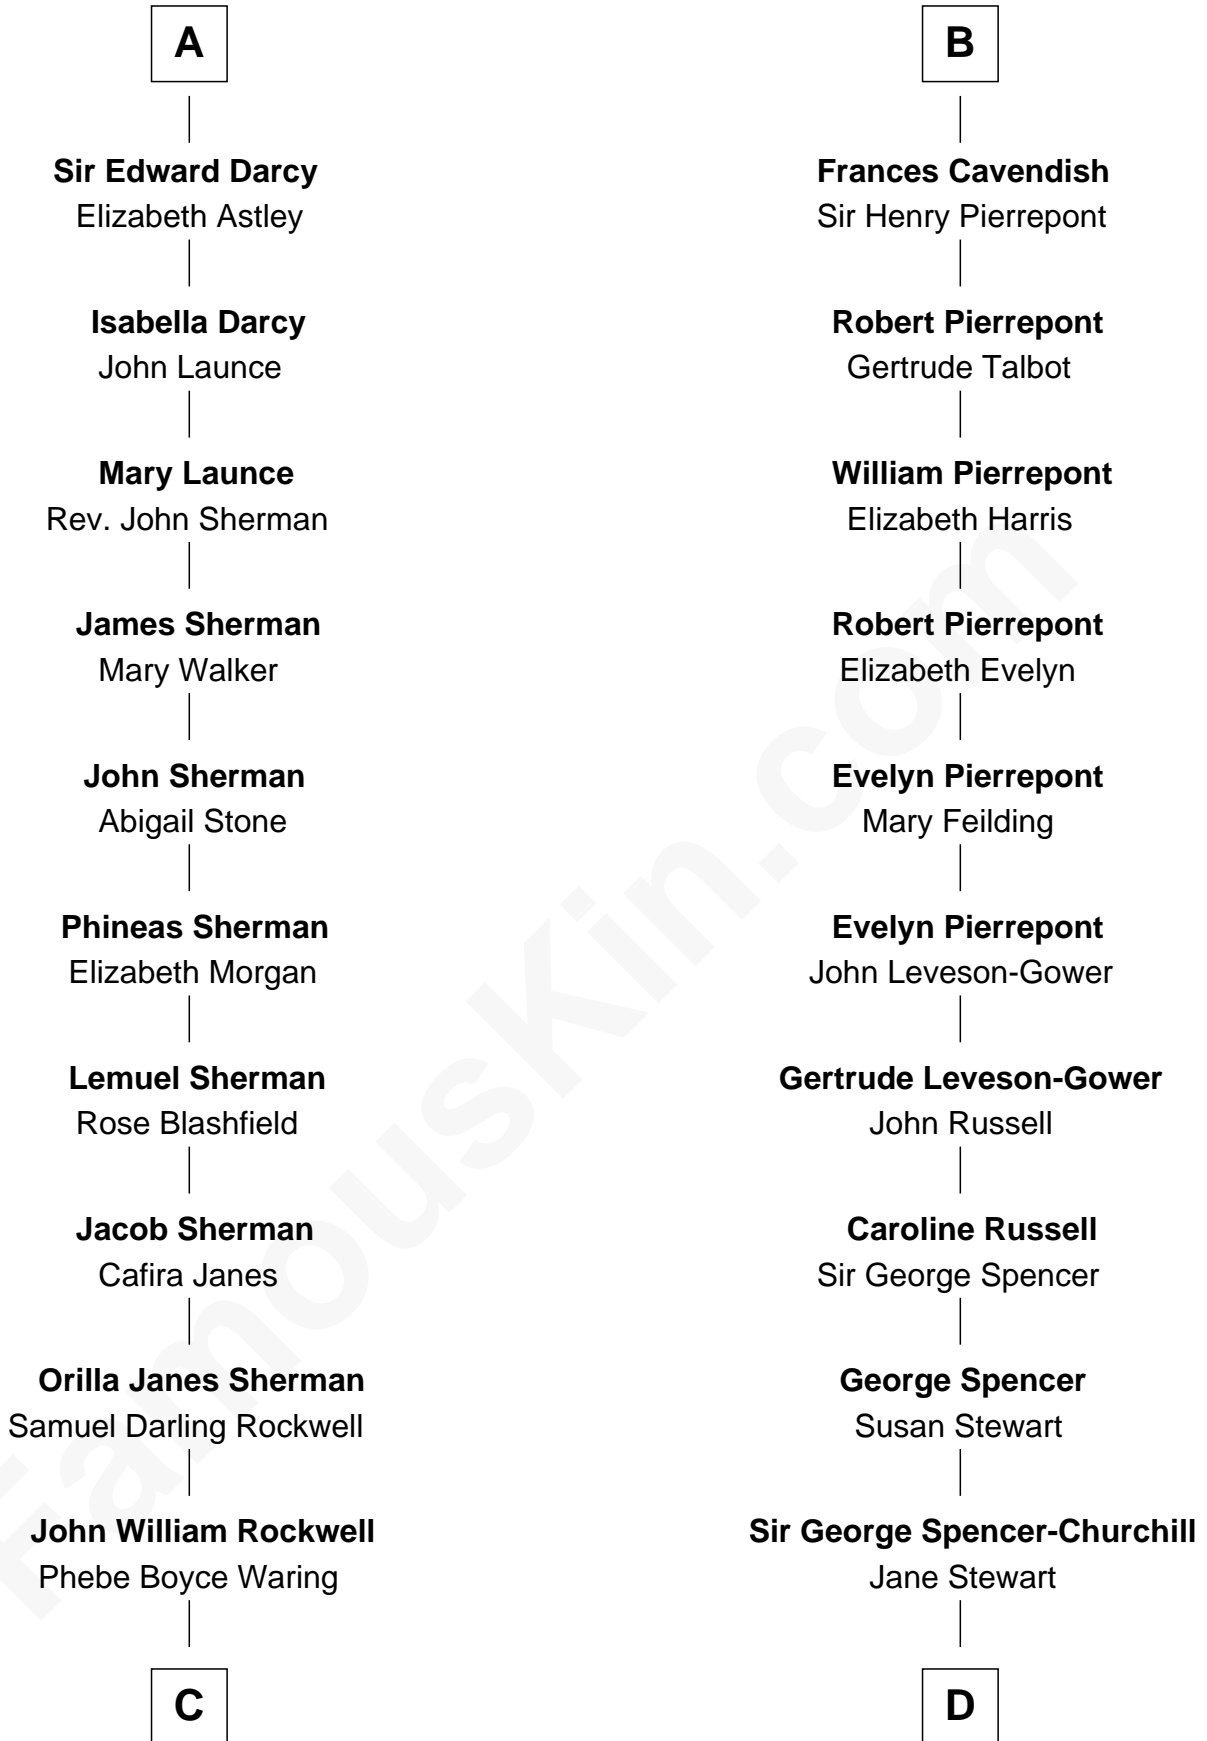 A
Sir Edward Darcy
Elizabeth Astley
Isabella Darcy
John Launce
Mary Launce
Rev. John Sherman
James Sherman
Mary Walker
John Sherman
Abigail Stone
Phineas Sherman
Elizabeth Morgan
Lemuel Sherman
Rose Blashfield
Jacob Sherman
Cafira Janes
Orilla Janes Sherman
Samuel Darling Rockwell
John William Rockwell
Phebe Boyce Waring
C
B
Frances Cavendish
Sir Henry Pierrepont
Robert Pierrepont
Gertrude Talbot
William Pierrepont
Elizabeth Harris
Robert Pierrepont
Elizabeth Evelyn
Evelyn Pierrepont
Mary Feilding
Evelyn Pierrepont
John Leveson-Gower
Gertrude Leveson-Gower
John Russell
Caroline Russell
Sir George Spencer
George Spencer
Susan Stewart
Sir George Spencer-Churchill
Jane Stewart
D
FamousKin.com